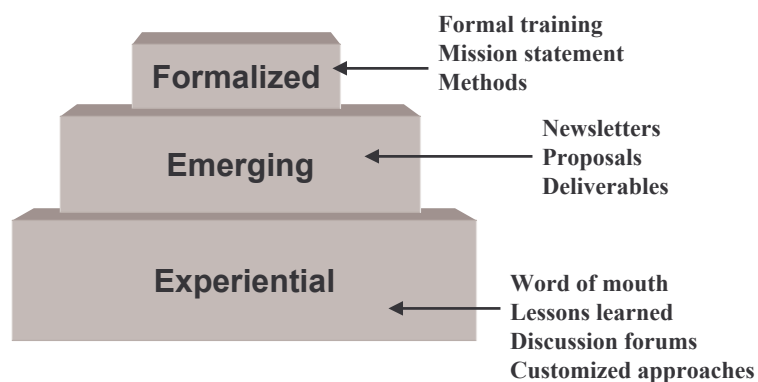 Formal training
Mission statement
Methods
Formalized
Newsletters
Proposals
Deliverables
Emerging
Experiential
Word of mouth
Lessons learned
Discussion forums
Customized approaches